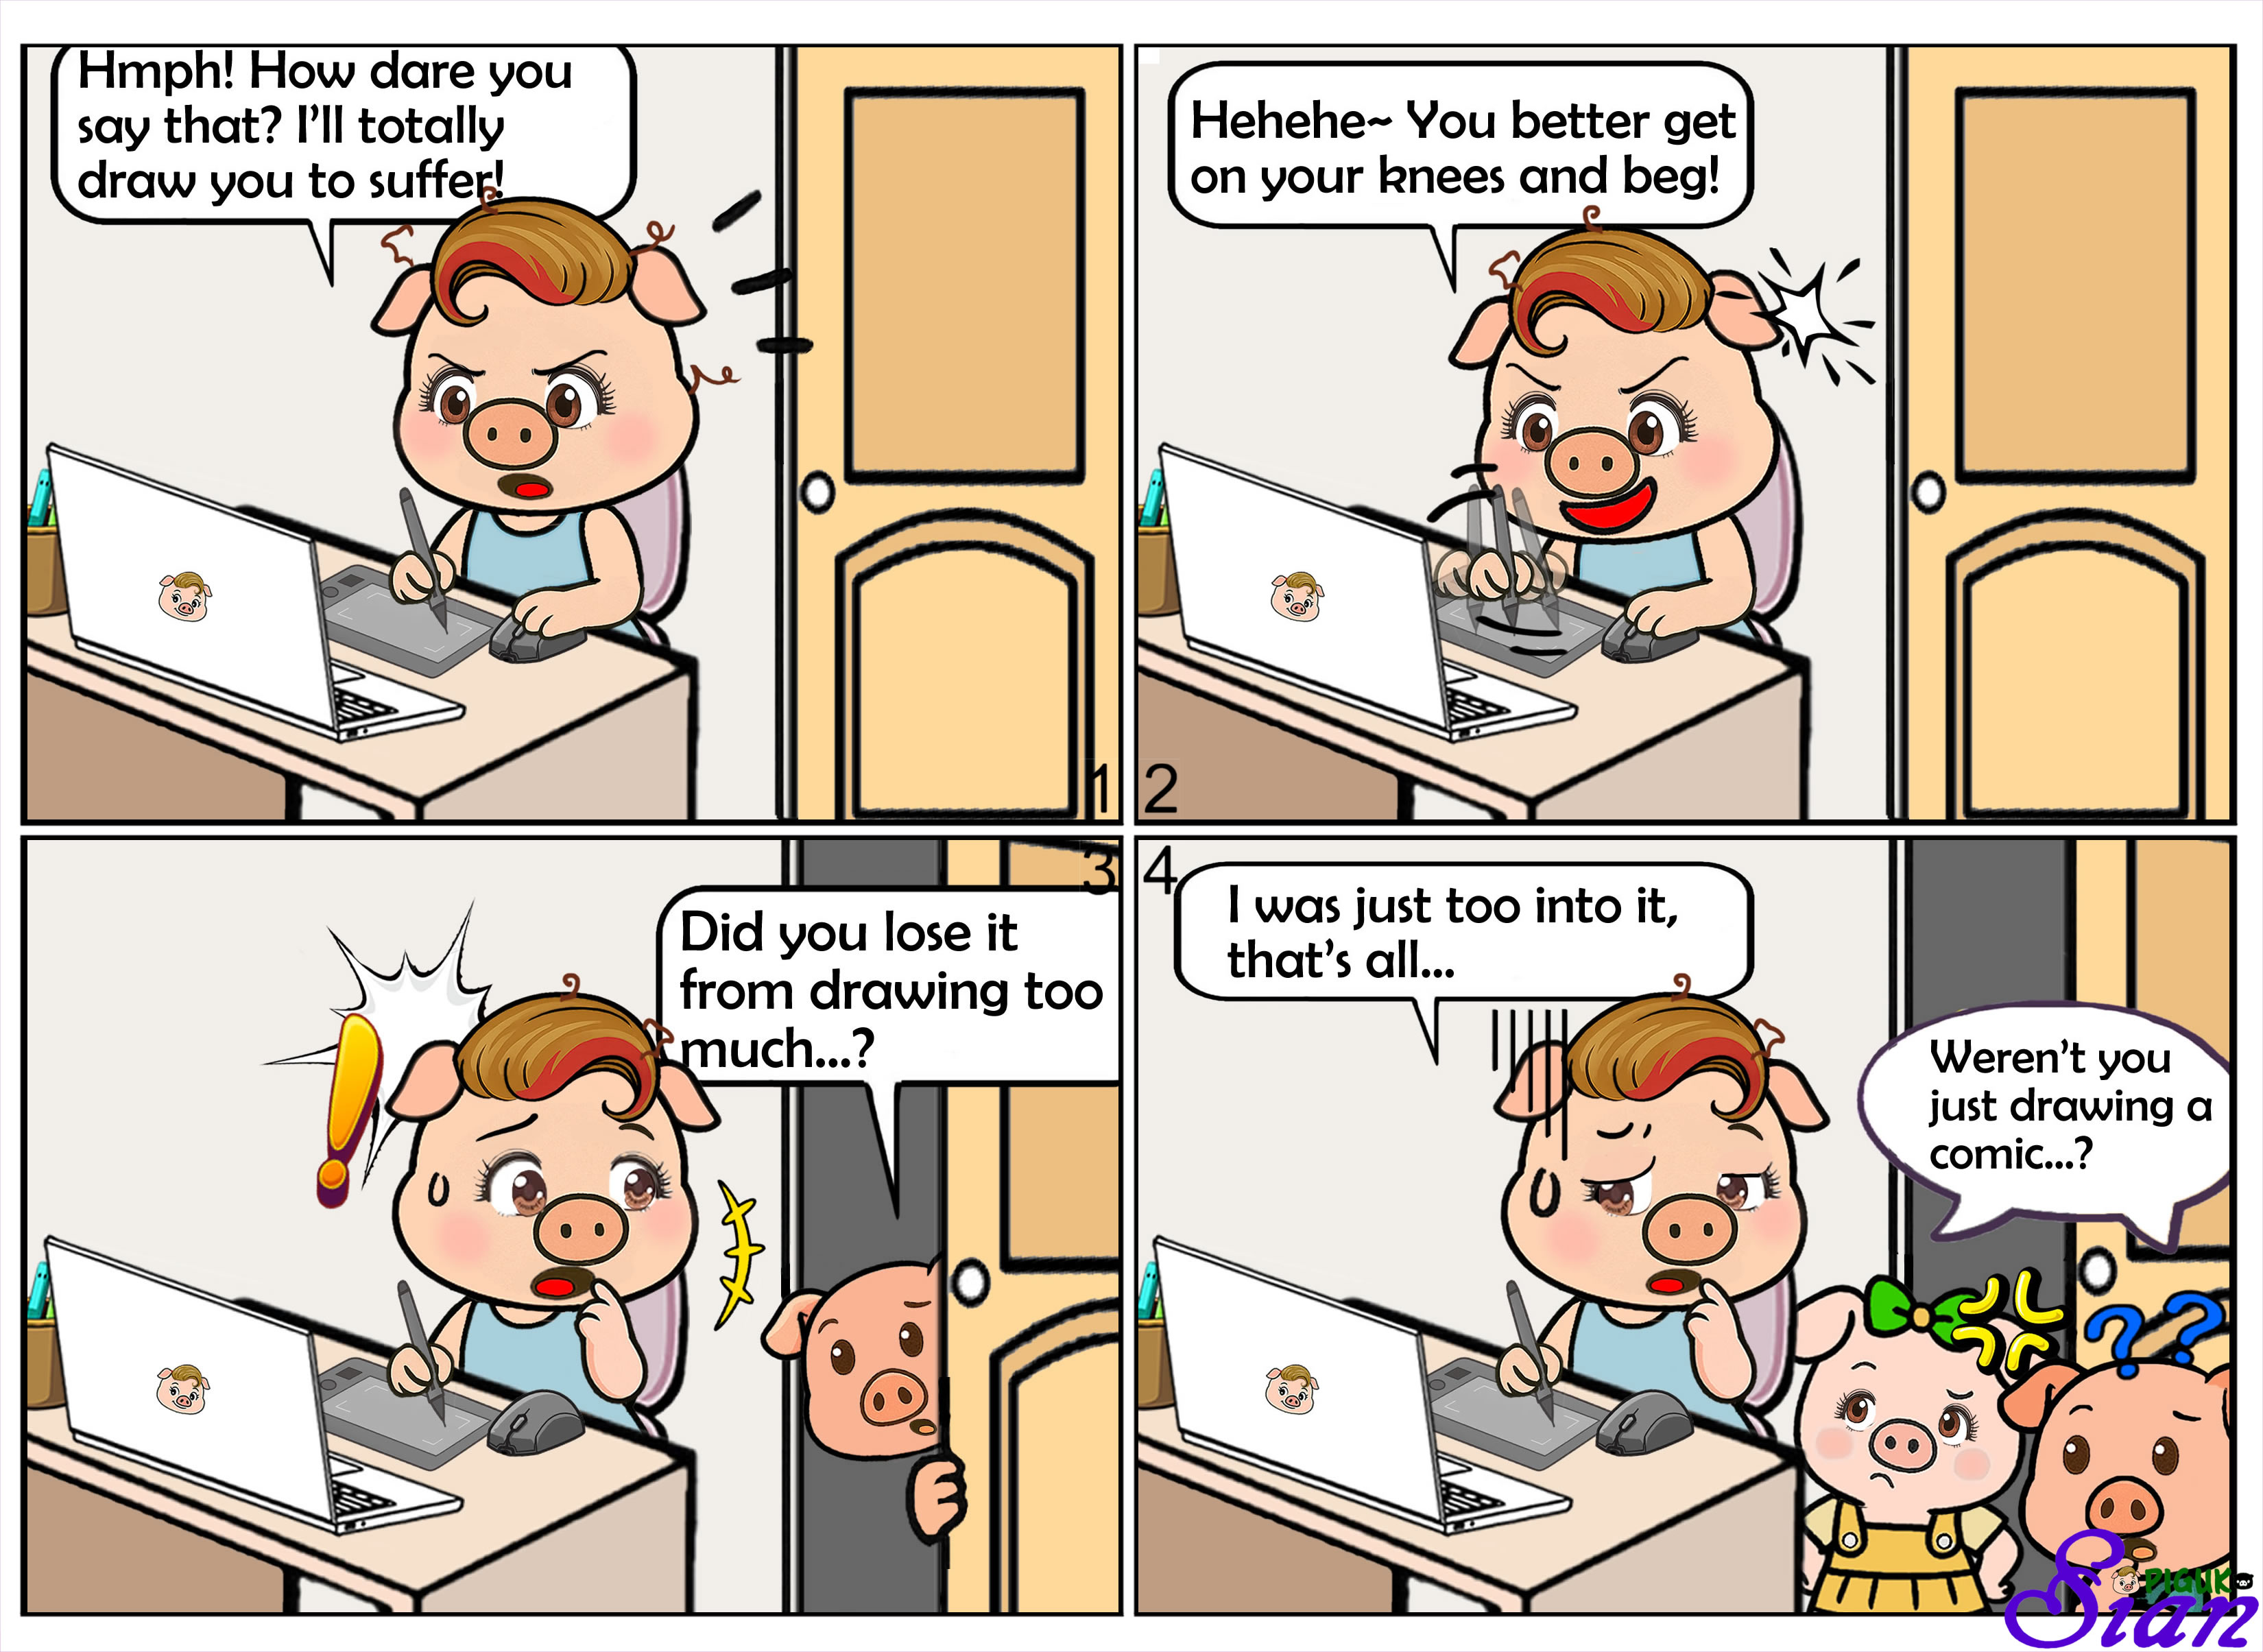 Hmph! How dare you
say that? I'll totally
draw you to suffer!
1
Hehehe~ You better get
on your knees and beg!
2
3
Did you lose it
from drawing too
much...?
4
I was just too into it,
that's all...
Weren't you
just drawing a
comic...?
? ?
PIGUK
Sian